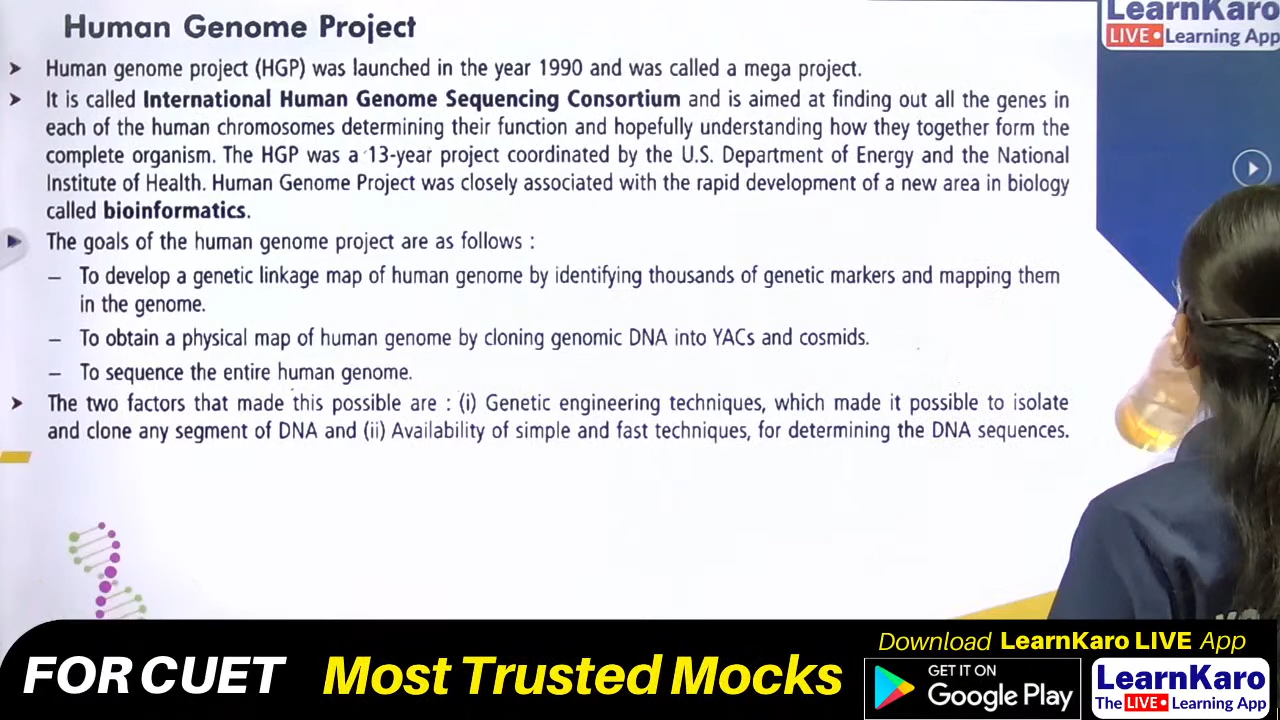 Human Genome Project
LearnKaro
LIVE• Learning App
➤ Human genome project (HGP) was launched in the year 1990 and was called a mega project.
➤ It is called International Human Genome Sequencing Consortium and is aimed at finding out all the genes in
each of the human chromosomes determining their function and hopefully understanding how they together form the
complete organism. The HGP was a 13-year project coordinated by the U.S. Department of Energy and the National
Institute of Health. Human Genome Project was closely associated with the rapid development of a new area in biology
called bioinformatics.
The goals of the human genome project are as follows :
– To develop a genetic linkage map of human genome by identifying thousands of genetic markers and mapping them
in the genome.
– To obtain a physical map of human genome by cloning genomic DNA into YACs and cosmids.
– To sequence the entire human genome.
➤ The two factors that made this possible are : (i) Genetic engineering techniques, which made it possible to isolate
and clone any segment of DNA and (ii) Availability of simple and fast techniques, for determining the DNA sequences.
FOR CUET
Most Trusted Mocks
Download LearnKaro LIVE App
GET IT ON
Google Play
LearnKaro
The LIVE• Learning App